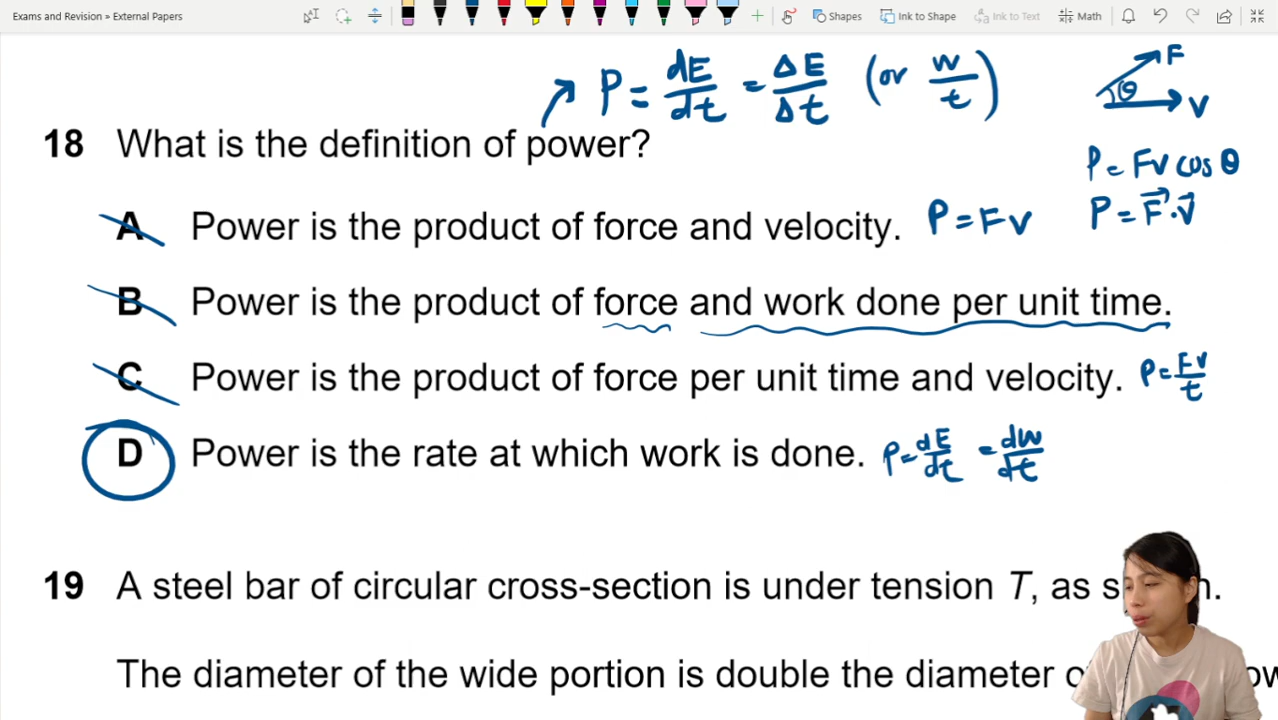 Exams and Revision » External Papers
Shapes
Ink to Shape
Ink to Text
Math
P = dE/dt = ΔE/Δt (or w/t)
F
θ
V
18 What is the definition of power?
P = Fv cos θ
P = F⃗·v⃗
A Power is the product of force and velocity. P = Fv
B Power is the product of force and work done per unit time.
C Power is the product of force per unit time and velocity. P = Fv/t
D Power is the rate at which work is done. P = dE/dt = dW/dt
19 A steel bar of circular cross-section is under tension T, as
The diameter of the wide portion is double the diameter